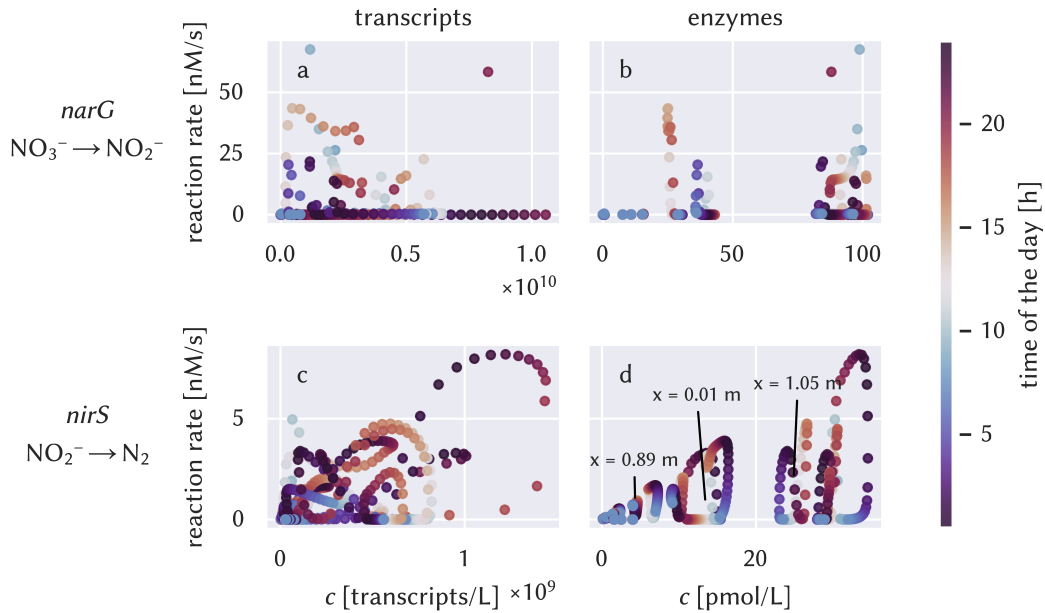 transcripts
enzymes
narG
NO₃⁻ → NO₂⁻
reaction rate [nM/s]
50
25
0
a
b
0.0
0.5
1.0
×10¹⁰
0
50
100
nirS
NO₂⁻ → N₂
reaction rate [nM/s]
5
0
c
d
x = 1.05 m
x = 0.01 m
x = 0.89 m
0
1
×10⁹
c [transcripts/L]
0
20
c [pmol/L]
20
15
10
5
time of the day [h]